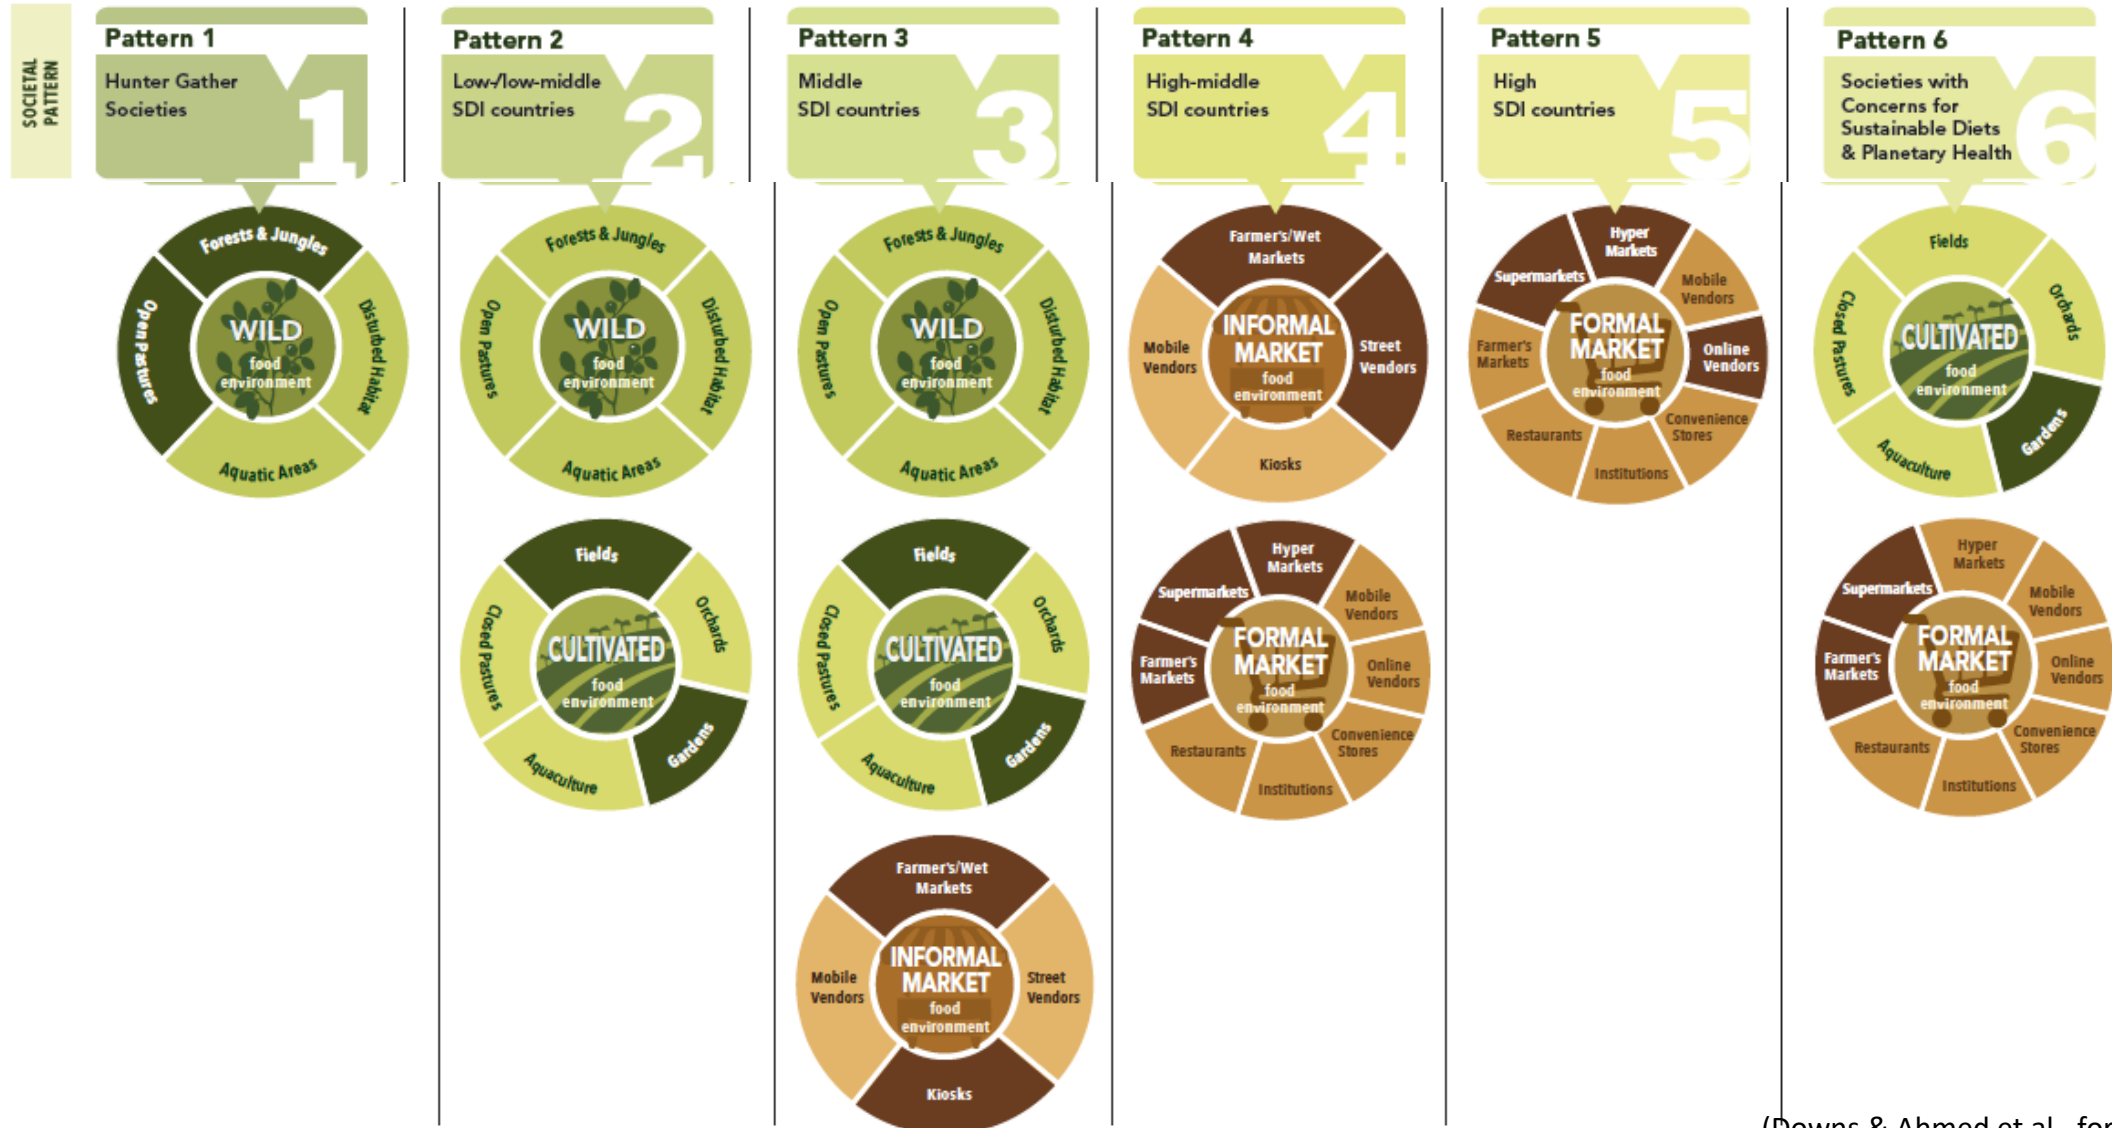 SOCIETAL
PATTERN
Pattern 1
Hunter Gather
Societies
1
Pattern 2
Low-/low-middle
SDI countries
2
Pattern 3
Middle
SDI countries
3
Pattern 4
High-middle
SDI countries
4
Pattern 5
High
SDI countries
5
Pattern 6
Societies with
Concerns for
Sustainable Diets
& Planetary Health
6
Forests & Jungles
Open Pastures
Disturbed Habitat
Aquatic Areas
WILD
food
environment
Forests & Jungles
Open Pastures
Disturbed Habitat
Aquatic Areas
WILD
food
environment
Fields
Closed Pastures
Orchards
Aquaculture
Gardens
CULTIVATED
food
environment
Forests & Jungles
Open Pastures
Disturbed Habitat
Aquatic Areas
WILD
food
environment
Fields
Closed Pastures
Orchards
Aquaculture
Gardens
CULTIVATED
food
environment
Farmer's/Wet
Markets
Mobile
Vendors
Street
Vendors
Kiosks
INFORMAL
MARKET
food
environment
Farmer's/Wet
Markets
Mobile
Vendors
Street
Vendors
Kiosks
INFORMAL
MARKET
food
environment
Hyper
Markets
Supermarkets
Mobile
Vendors
Farmer's
Markets
Online
Vendors
Restaurants
Convenience
Stores
Institutions
FORMAL
MARKET
food
environment
Hyper
Markets
Supermarkets
Mobile
Vendors
Farmer's
Markets
Online
Vendors
Restaurants
Convenience
Stores
Institutions
FORMAL
MARKET
food
environment
Fields
Closed Pastures
Orchards
Aquaculture
Gardens
CULTIVATED
food
environment
Hyper
Markets
Supermarkets
Mobile
Vendors
Farmer's
Markets
Online
Vendors
Restaurants
Convenience
Stores
Institutions
FORMAL
MARKET
food
environment
(Downs & Ahmed et al., for